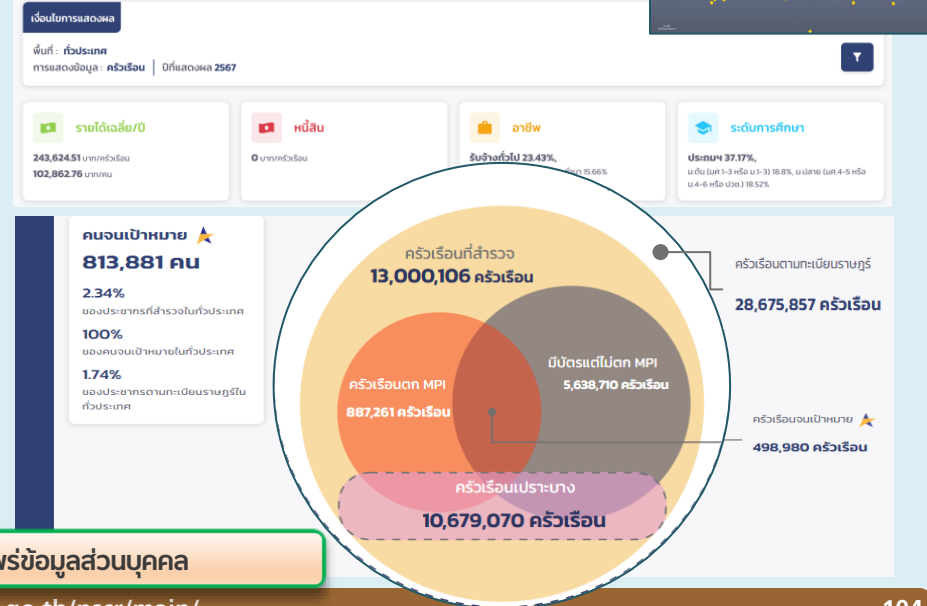 เงื่อนไขการแสดงผล
พื้นที่ : ทั่วประเทศ
การแสดงข้อมูล : ครัวเรือน | ปีที่แสดงผล 2567
รายได้เฉลี่ย/ปี
243,624.51 บาท/ครัวเรือน
102,862.76 บาท/คน
หนี้สิน
0 บาท/ครัวเรือน
อาชีพ
รับจ้างทั่วไป 23.43%,
15.66%
ระดับการศึกษา
ประถมฯ 37.17%,
ม.ต้น (มศ.1-3 หรือ ม.1-3) 18.8%, ม.ปลาย (มศ.4-5 หรือ
ม.4-6 หรือ ปวช.) 18.52%
คนจนเป้าหมาย
813,881 คน
2.34%
ของประชากรที่สำรวจในทั่วประเทศ
100%
ของคนจนเป้าหมายในทั่วประเทศ
1.74%
ของประชากรตามทะเบียนราษฎร์ใน
ทั่วประเทศ
ครัวเรือนที่สำรวจ
13,000,106 ครัวเรือน
ครัวเรือนตามทะเบียนราษฎร์
28,675,857 ครัวเรือน
มีบัตรแต่ไม่ตก MPI
5,638,710 ครัวเรือน
ครัวเรือนตก MPI
887,261 ครัวเรือน
ครัวเรือนจนเป้าหมาย
498,980 ครัวเรือน
ครัวเรือนเปราะบาง
10,679,070 ครัวเรือน
พร่ข้อมูลส่วนบุคคล
104